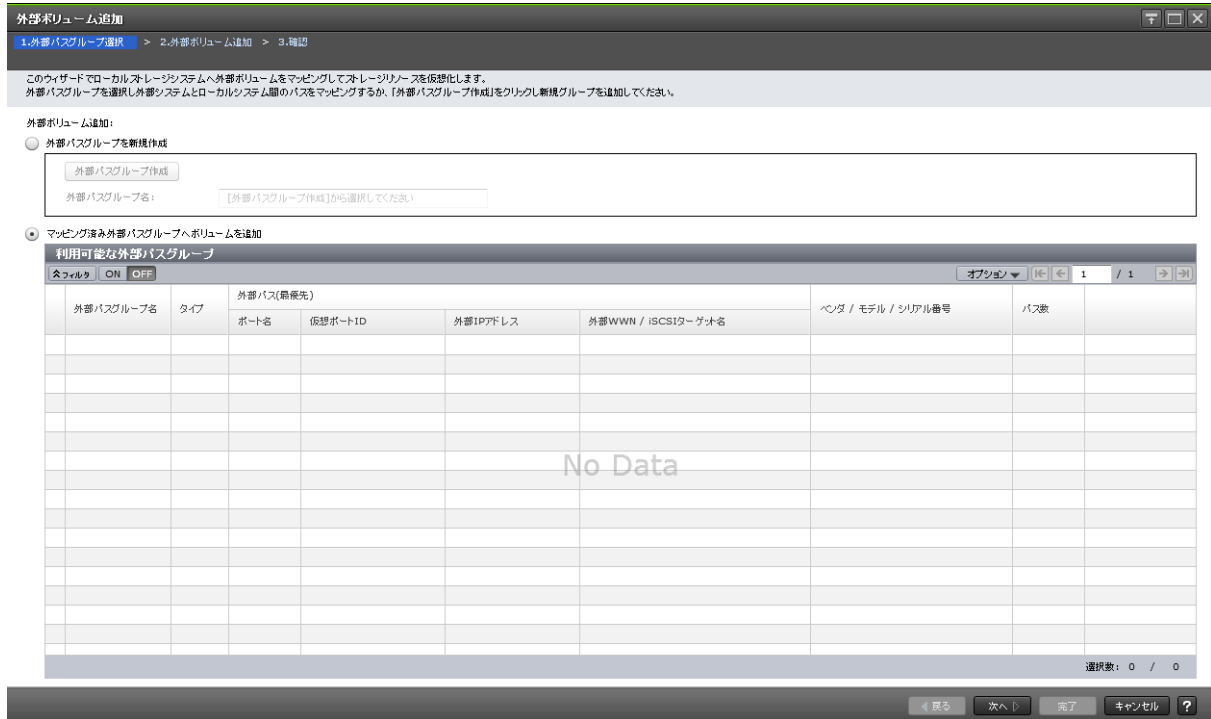 外部ボリューム追加
1.外部パスグループ選択 > 2.外部ボリューム追加 > 3.確認
このウィザードでローカルストレージシステムへ外部ボリュームをマッピングしてストレージリソースを仮想化します。
外部パスグループを選択し外部システムとローカルシステム間のパスをマッピングするか、「外部パスグループ作成」をクリックし新規グループを追加してください。
外部ボリューム追加:
外部パスグループを新規作成
外部パスグループ作成
外部パスグループ名: [外部パスグループ作成]から選択してください
マッピング済み外部パスグループへボリュームを追加
利用可能な外部パスグループ
フィルタ ON OFF オプション 1 / 1
外部パスグループ名 タイプ 外部パス(最優先) ベンダ / モデル / シリアル番号 パス数
ポート名 仮想ポートID 外部IPアドレス 外部WWN / iSCSIターゲット名
No Data
選択数: 0 / 0
戻る 次へ 完了 キャンセル ?